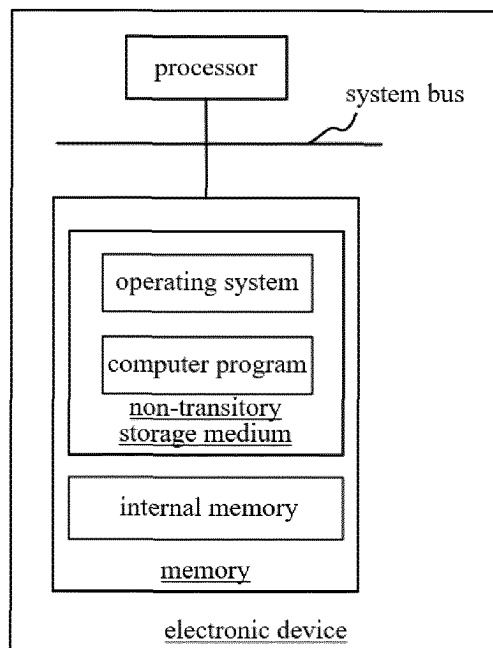 processor
system bus
operating system
computer program
non-transitory
storage medium
internal memory
memory
electronic device